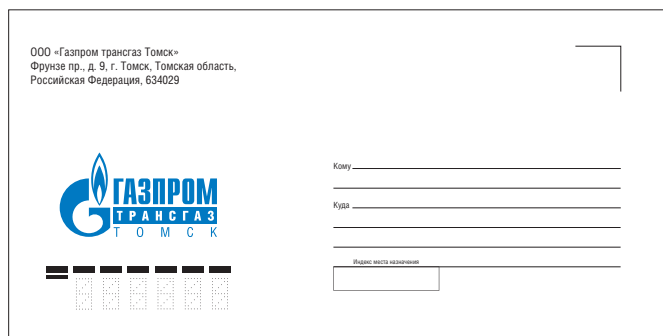 ООО «Газпром трансгаз Томск»
Фрунзе пр., д. 9, г. Томск, Томская область,
Российская Федерация, 634029
ГАЗПРОМ
ТРАНСГАЗ
ТОМСК
Кому
Куда
Индекс места назначения